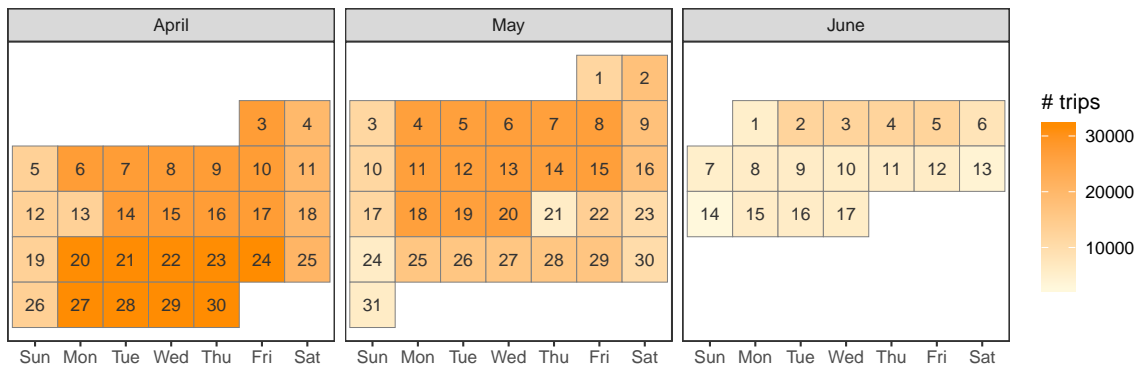 April May June
1 2
3 4 3 4 5 6 7 8 9 1 2 3 4 5 6
5 6 7 8 9 10 11 10 11 12 13 14 15 16 7 8 9 10 11 12 13
12 13 14 15 16 17 18 17 18 19 20 21 22 23 14 15 16 17
19 20 21 22 23 24 25 24 25 26 27 28 29 30
26 27 28 29 30 31
Sun Mon Tue Wed Thu Fri Sat Sun Mon Tue Wed Thu Fri Sat Sun Mon Tue Wed Thu Fri Sat
# trips
30000
20000
10000